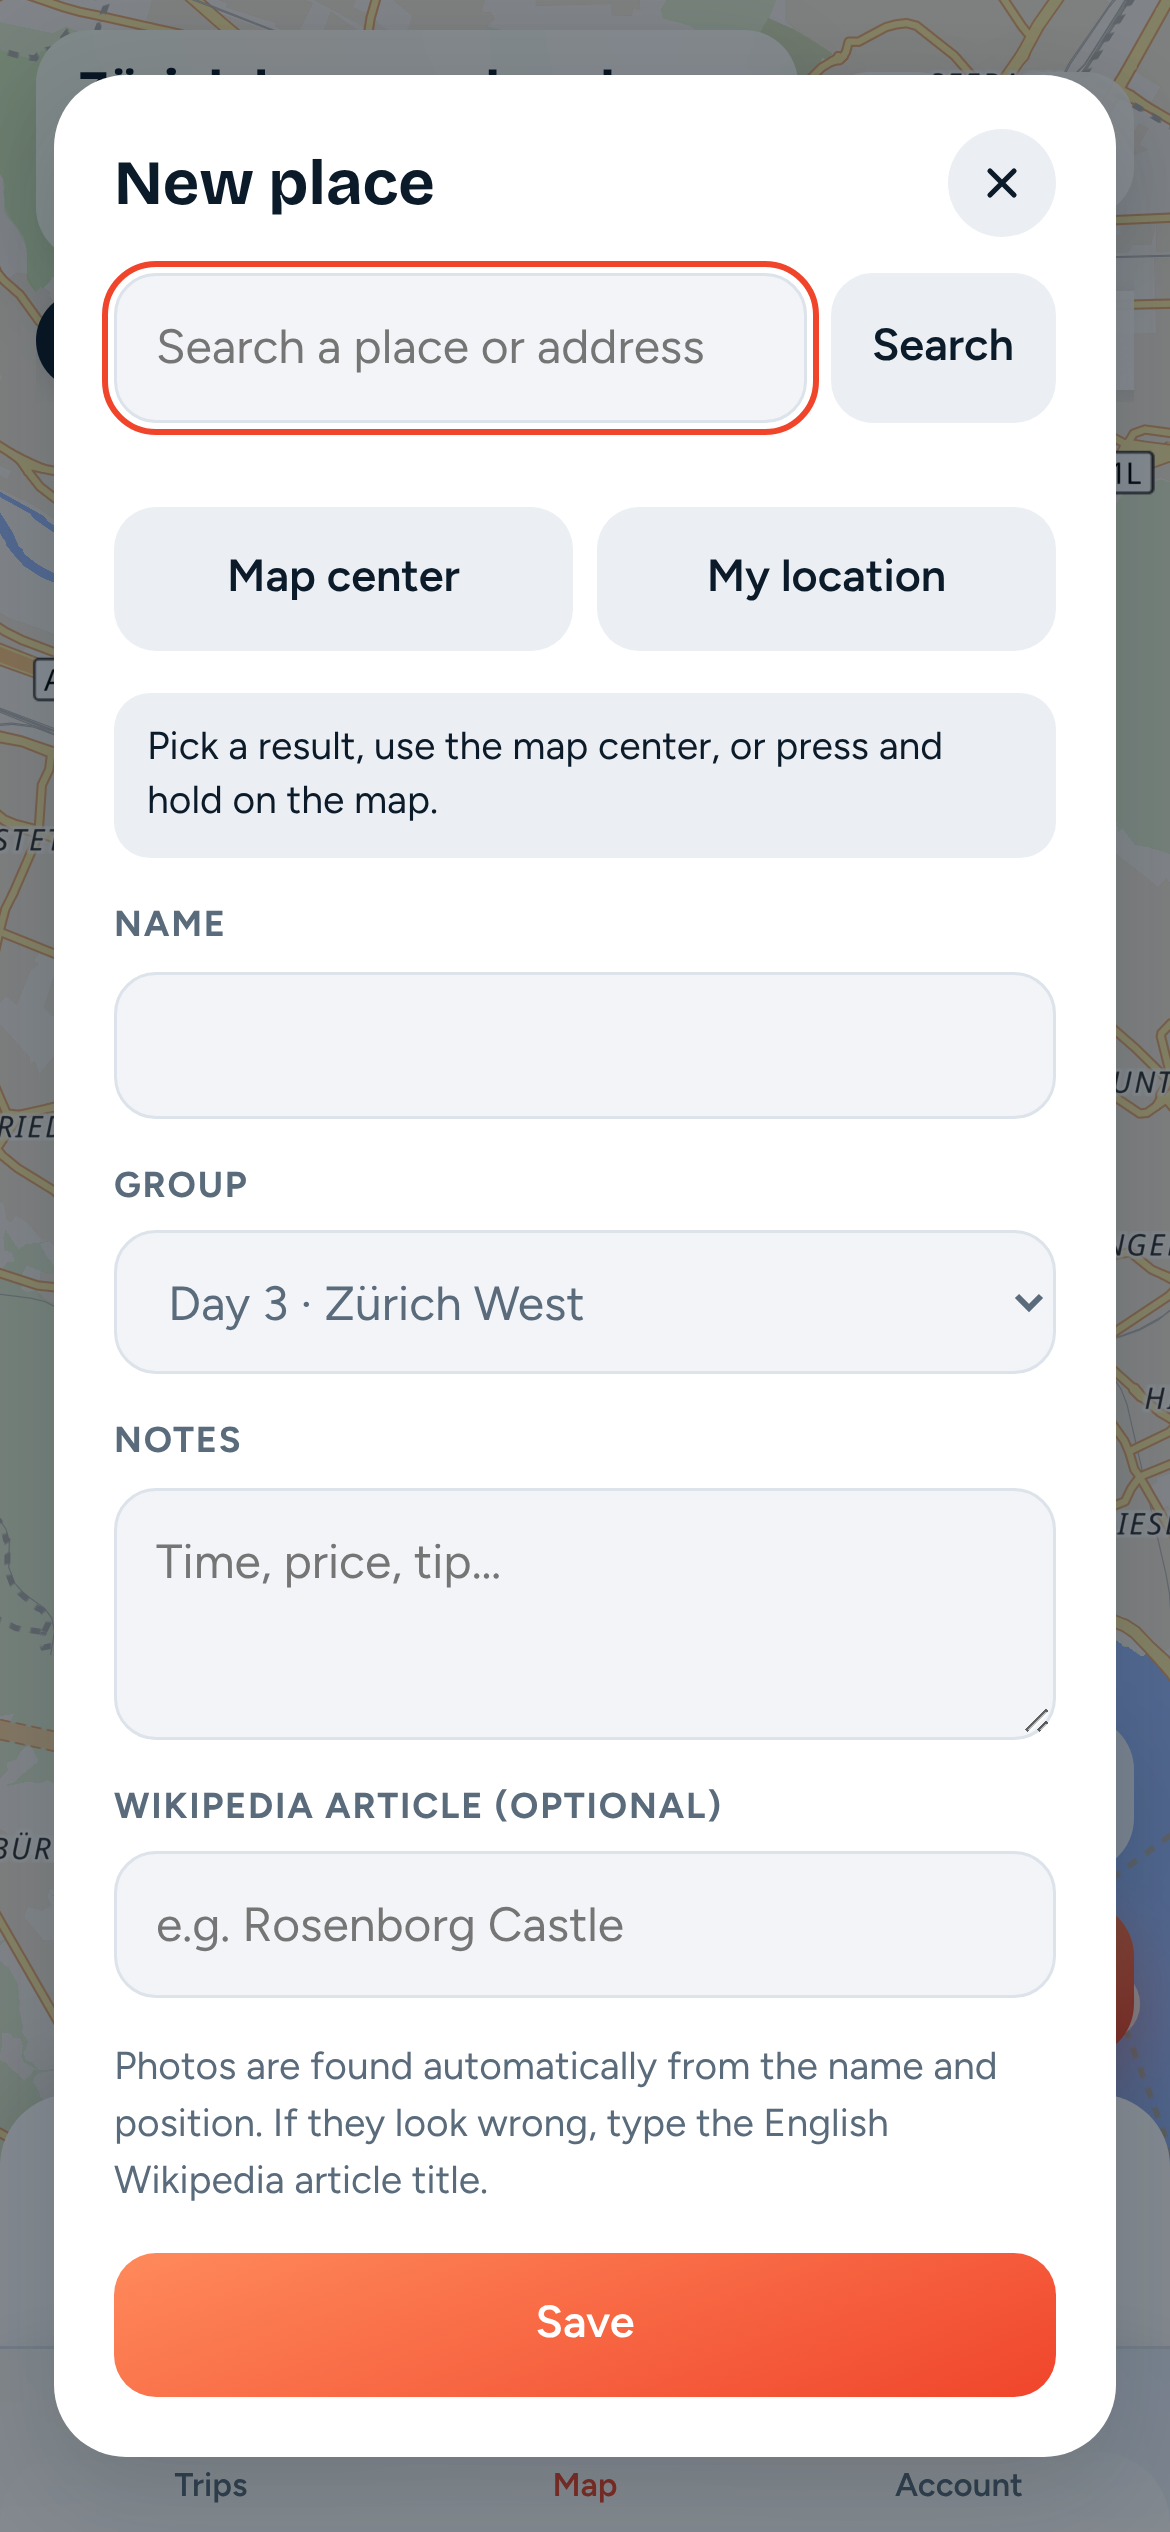 New place
Search a place or address
Search
Map center
My location
Pick a result, use the map center, or press and
hold on the map.
NAME
GROUP
Day 3 · Zürich West
NOTES
Time, price, tip...
WIKIPEDIA ARTICLE (OPTIONAL)
e.g. Rosenborg Castle
Photos are found automatically from the name and
position. If they look wrong, type the English
Wikipedia article title.
Save
Trips
Map
Account